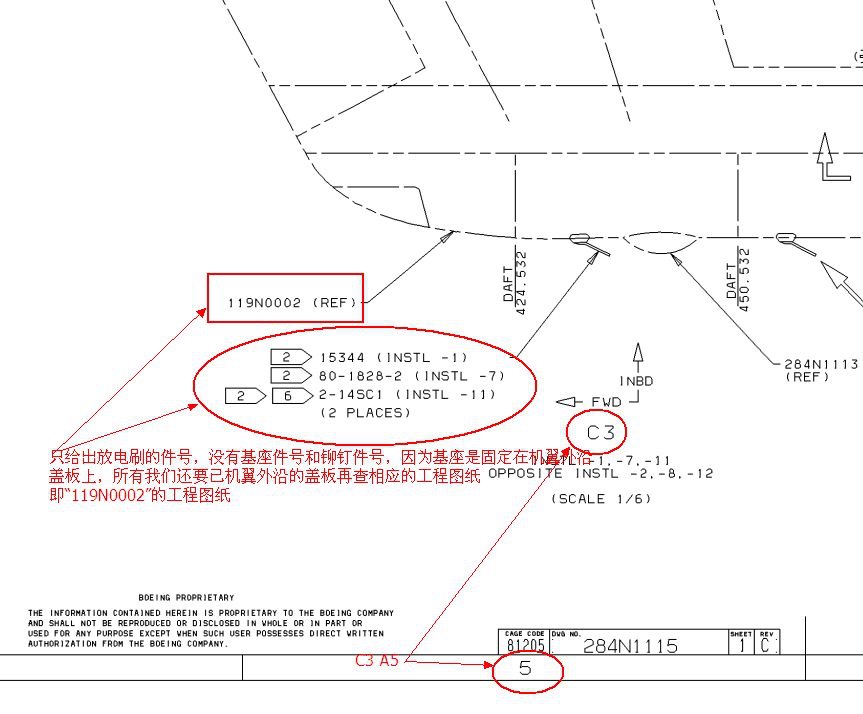 119N0002 (REF)
DAFT
424.532
DAFT
450.532
2 15344 (INSTL -1)
2 80-1828-2 (INSTL -7)
2 6 2-14SC1 (INSTL -11)
(2 PLACES)
284N1113
(REF)
INBD
FWD
C3
只给出放电刷的件号，没有基座件号和铆钉件号，因为基座是固定在机翼外沿
盖板上，所有我们还要已机翼外沿的盖板再查相应的工程图纸
即“119N0002”的工程图纸
-1,-7,-11
OPPOSITE INSTL -2,-8,-12
(SCALE 1/6)
BOEING PROPRIETARY
THE INFORMATION CONTAINED HEREIN IS PROPRIETARY TO THE BOEING COMPANY
AND SHALL NOT BE REPRODUCED OR DISCLOSED IN WHOLE OR IN PART OR
USED FOR ANY PURPOSE EXCEPT WHEN SUCH USER POSSESSES DIRECT WRITTEN
AUTHORIZATION FROM THE BOEING COMPANY.
CAGE CODE DWG NO. SHEET REV
81205 284N1115 1 C
C3 A5
5